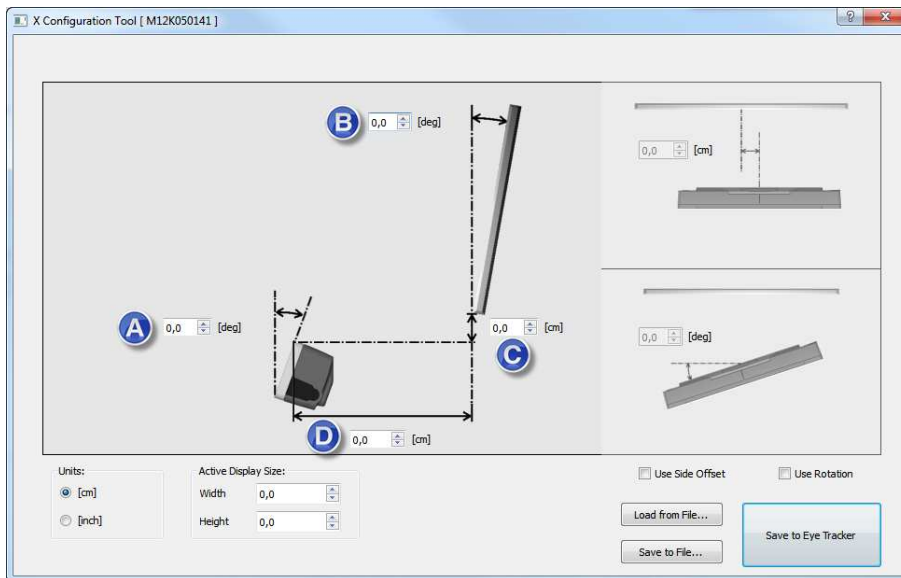 X Configuration Tool [ M12K050141 ]
?
B 0,0 [deg]
0,0 [cm]
A 0,0 [deg]
0,0 [cm]
C
D 0,0 [cm]
0,0 [deg]
Units:
[cm]
[inch]
Active Display Size:
Width 0,0
Height 0,0
Use Side Offset
Use Rotation
Load from File...
Save to File...
Save to Eye Tracker